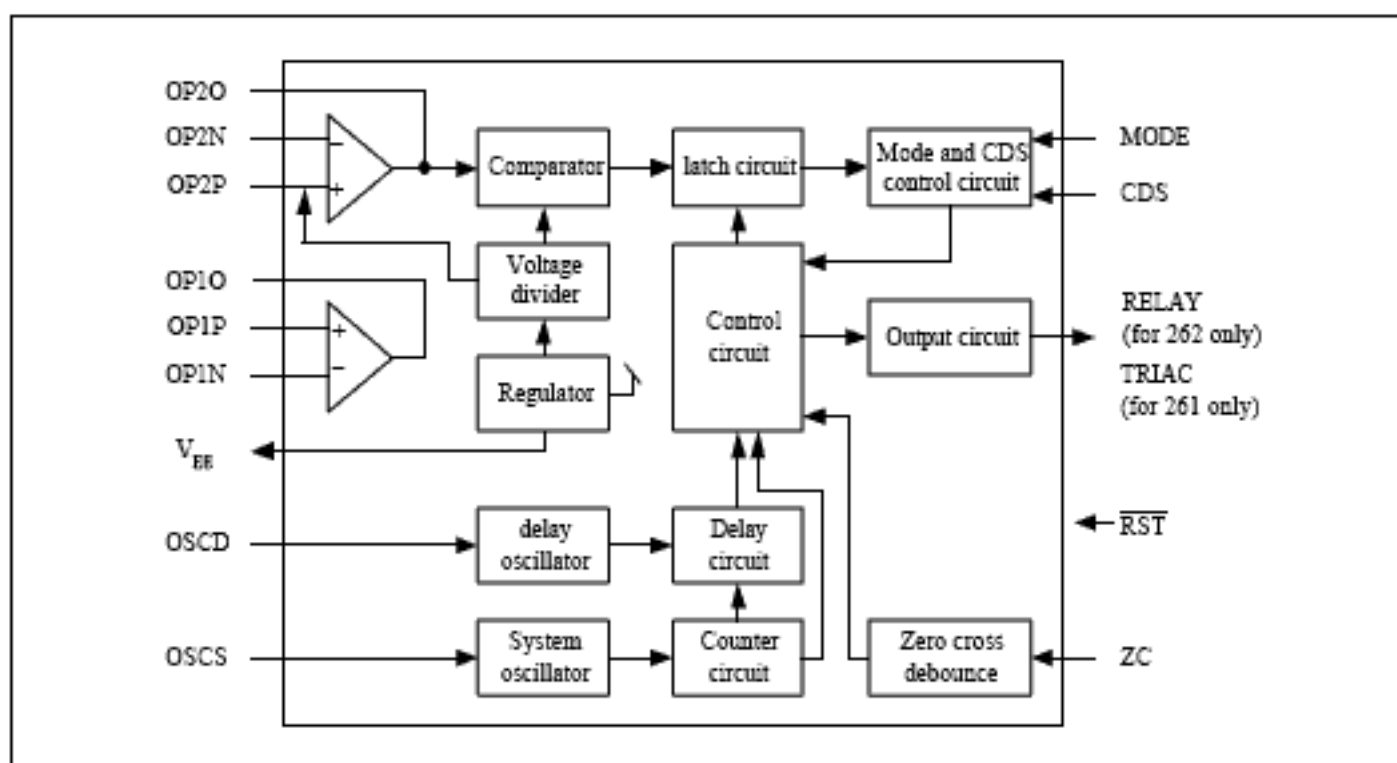 OP2O
OP2N
OP2P
OP1O
OP1P
OP1N
VEE
OSCD
OSCS
−
+
+
−
Comparator
Voltage
divider
Regulator
delay
oscillator
System
oscillator
latch circuit
Control
circuit
Delay
circuit
Counter
circuit
Mode and CDS
control circuit
Output circuit
Zero cross
debounce
MODE
CDS
RELAY
(for 262 only)
TRIAC
(for 261 only)
R̅S̅T̅
ZC